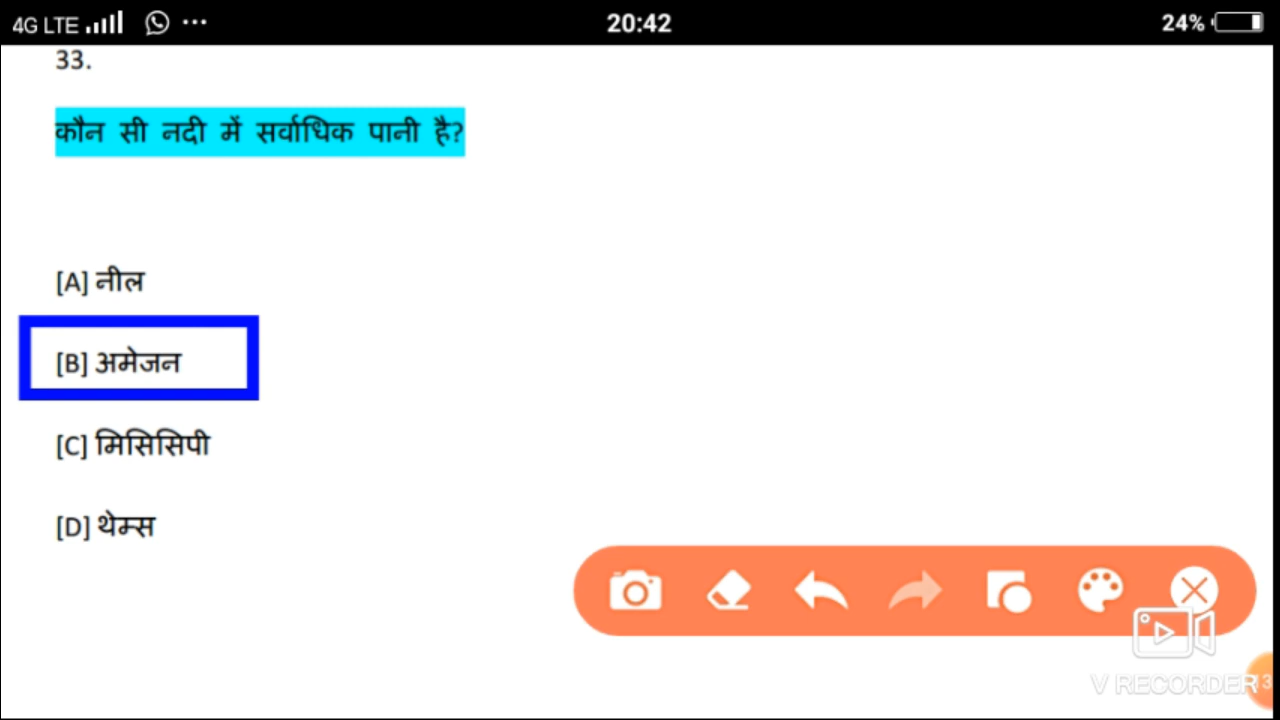 4G LTE 20:42 24%
33.
कौन सी नदी में सर्वाधिक पानी है?
[A] नील
[B] अमेजन
[C] मिसिसिपी
[D] थेम्स
V RECORDER